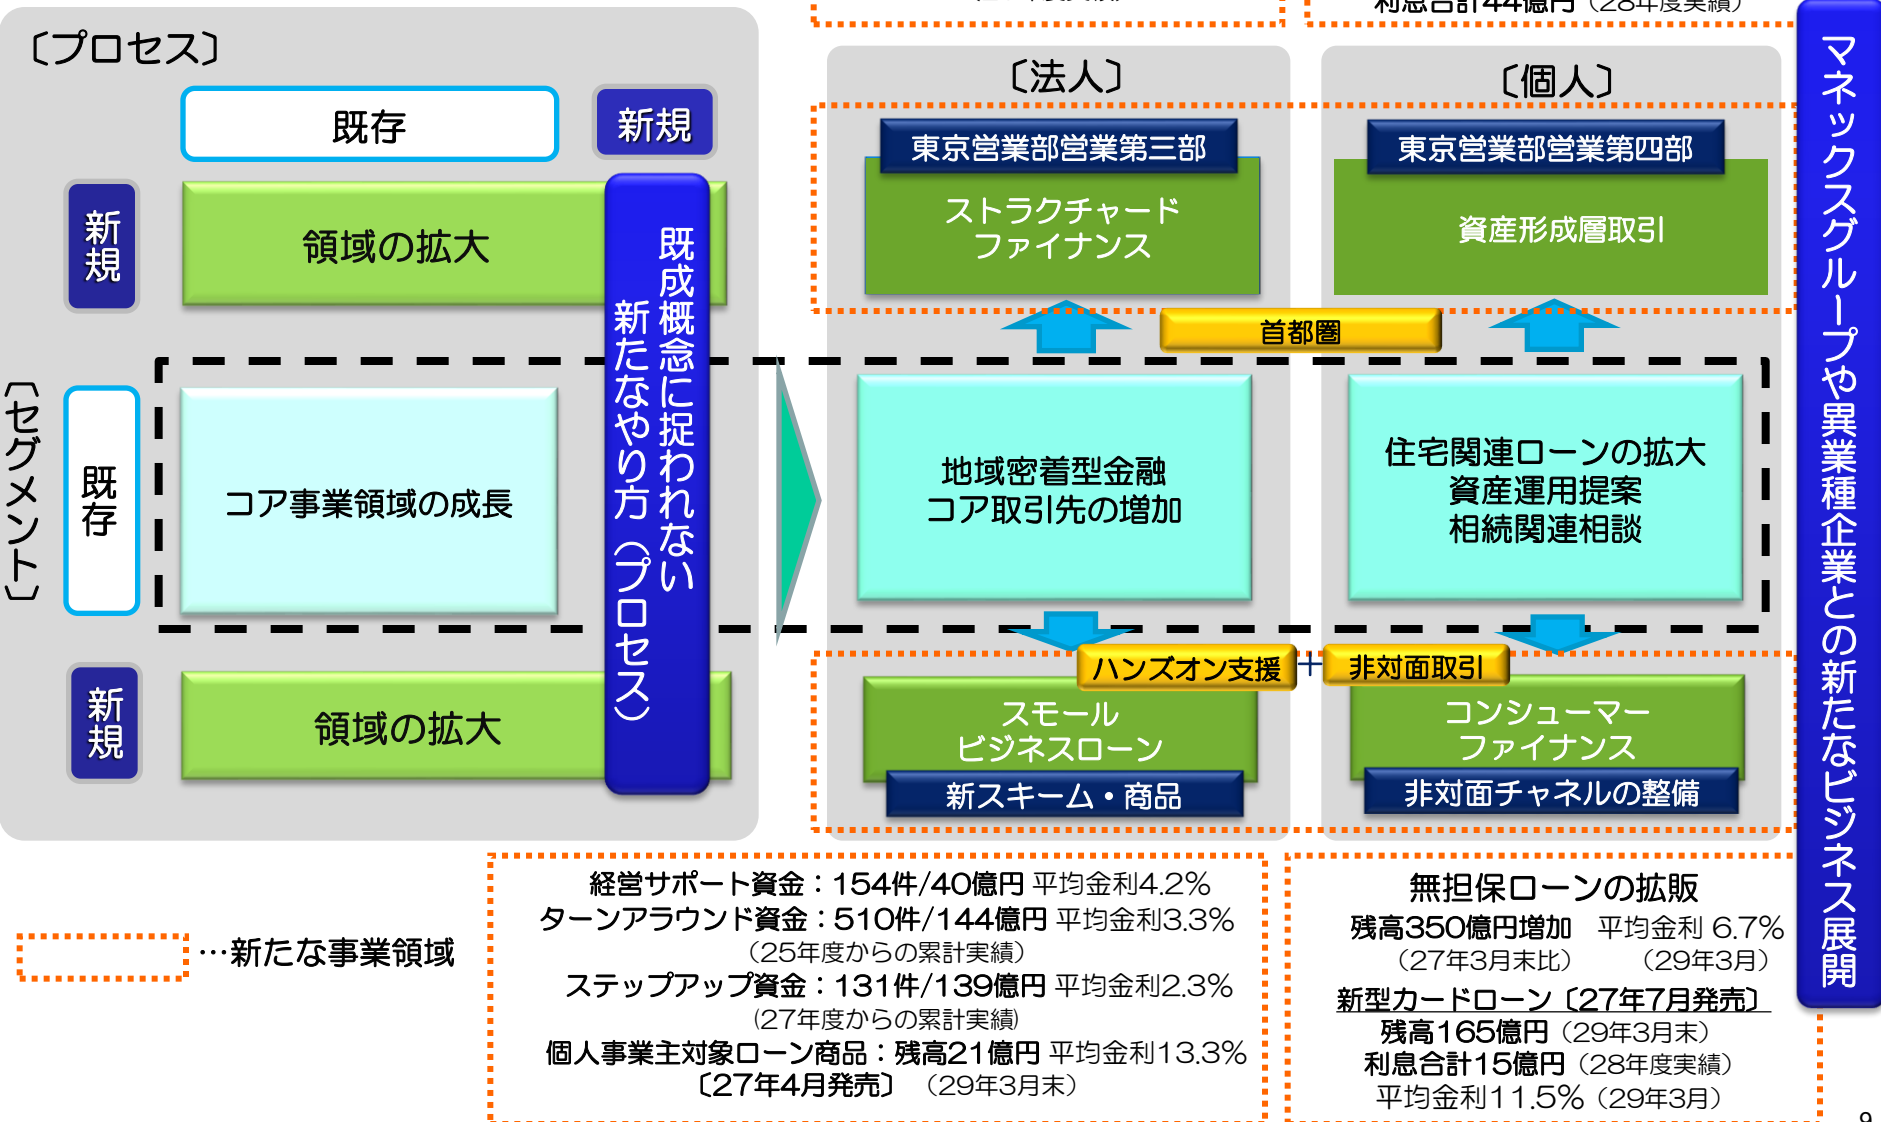 利息合計44億円（28年度実績）
〔プロセス〕
既存
新規
新規
領域の拡大
既成概念に捉われない
新たなやり方（プロセス）
〔セグメント〕
既存
コア事業領域の成長
新規
領域の拡大
〔法人〕
〔個人〕
東京営業部営業第三部
ストラクチャード
ファイナンス
東京営業部営業第四部
資産形成層取引
首都圏
地域密着型金融
コア取引先の増加
住宅関連ローンの拡大
資産運用提案
相続関連相談
ハンズオン支援
+
非対面取引
スモール
ビジネスローン
新スキーム・商品
コンシューマー
ファイナンス
非対面チャネルの整備
マネックスグループや異業種企業との新たなビジネス展開
…新たな事業領域
経営サポート資金：154件/40億円 平均金利4.2%
ターンアラウンド資金：510件/144億円 平均金利3.3%
（25年度からの累計実績）
ステップアップ資金：131件/139億円 平均金利2.3%
(27年度からの累計実績)
個人事業主対象ローン商品：残高21億円 平均金利13.3%
〔27年4月発売〕 （29年3月末）
無担保ローンの拡販
残高350億円増加 平均金利 6.7%
（27年3月末比） （29年3月）
新型カードローン〔27年7月発売〕
残高165億円（29年3月末）
利息合計15億円（28年度実績）
平均金利11.5%（29年3月）
9